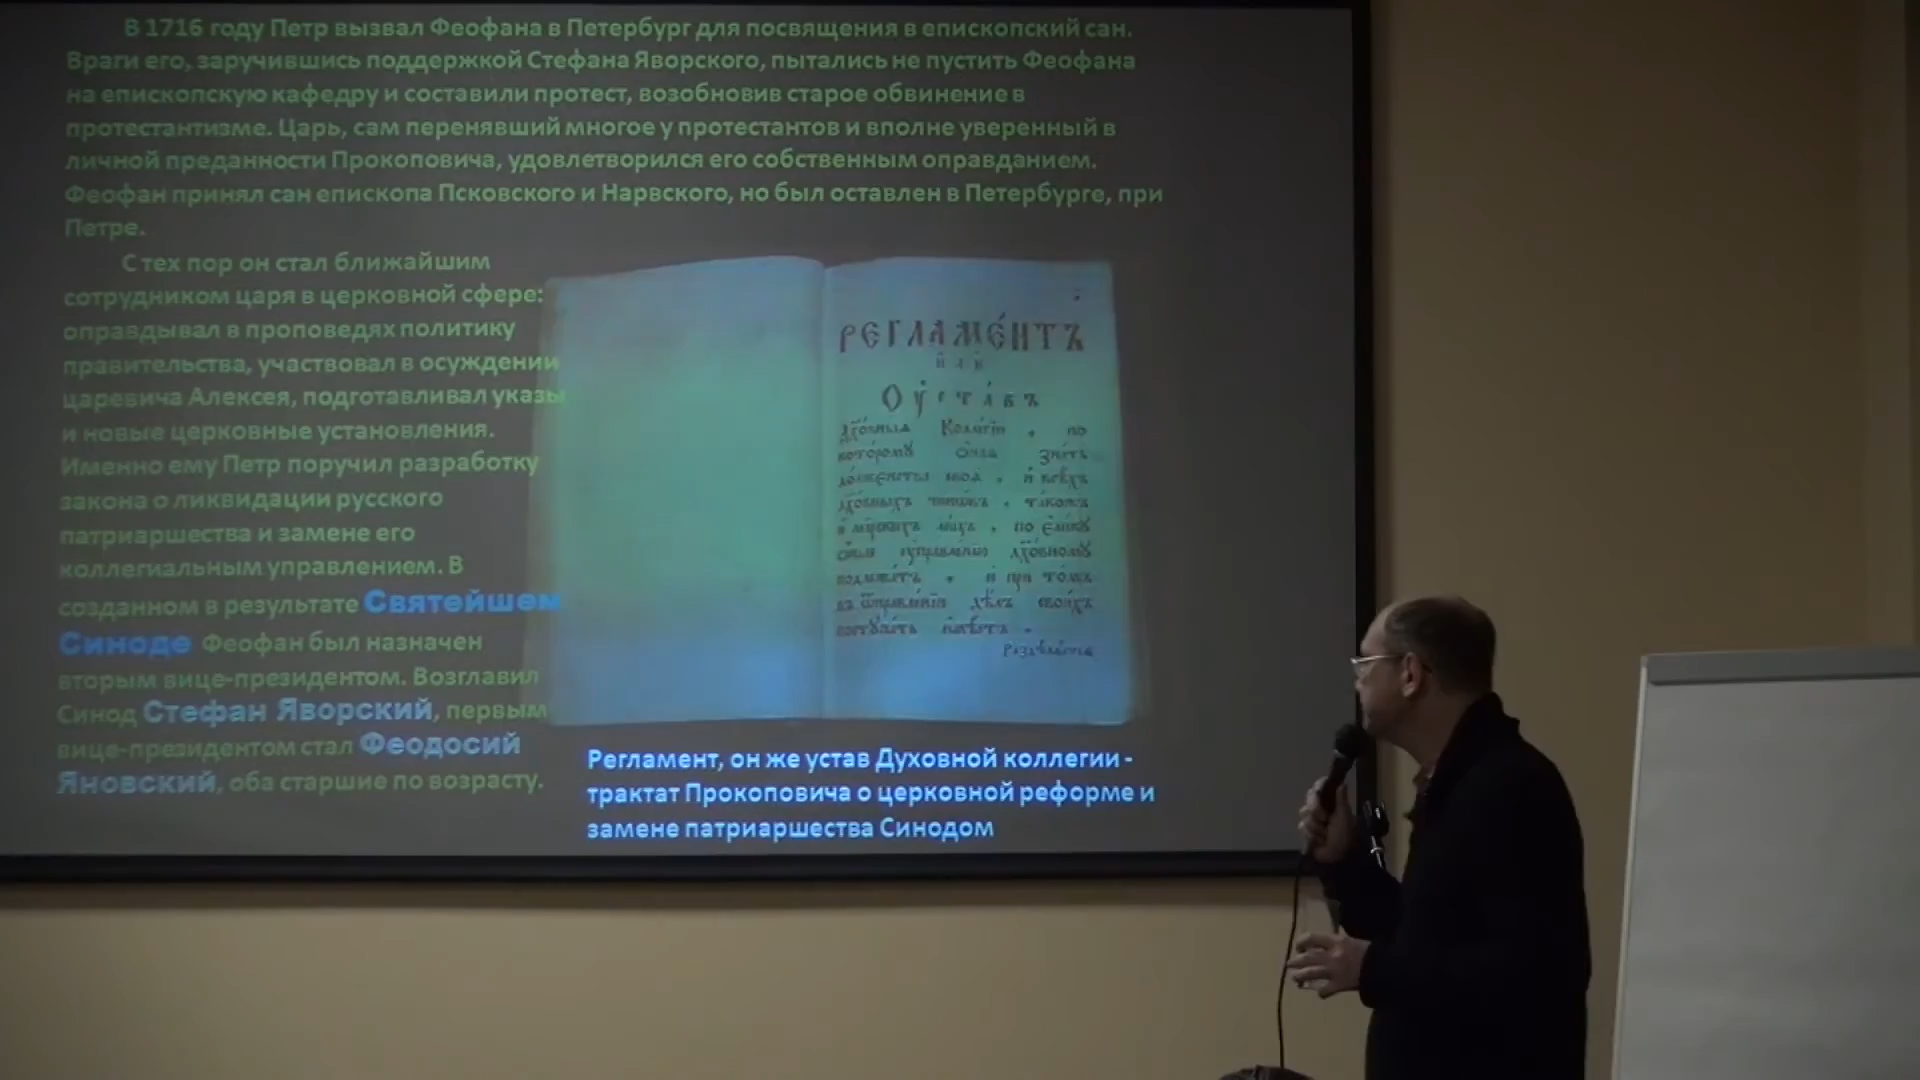 В 1716 году Петр вызвал Феофана в Петербург для посвящения в епископский сан.
Враги его, заручившись поддержкой Стефана Яворского, пытались не пустить Феофана
на епископскую кафедру и составили протест, возобновив старое обвинение в
протестантизме. Царь, сам перенявший многое у протестантов и вполне уверенный в
личной преданности Прокоповича, удовлетворился его собственным оправданием.
Феофан принял сан епископа Псковского и Нарвского, но был оставлен в Петербурге, при
Петре.
С тех пор он стал ближайшим
сотрудником царя в церковной сфере:
оправдывал в проповедях политику
правительства, участвовал в осуждении
царевича Алексея, подготавливал указы
и новые церковные установления.
Именно ему Петр поручил разработку
закона о ликвидации русского
патриаршества и замене его
коллегиальным управлением. В
созданном в результате Святейшем
Синоде Феофан был назначен
вторым вице-президентом. Возглавил
Синод Стефан Яворский, первым
вице-президентом стал Феодосий
Яновский, оба старшие по возрасту.
РЕГЛАМЕ́НТЪ
Оу҆ста́въ
по
Регламент, он же устав Духовной коллегии -
трактат Прокоповича о церковной реформе и
замене патриаршества Синодом